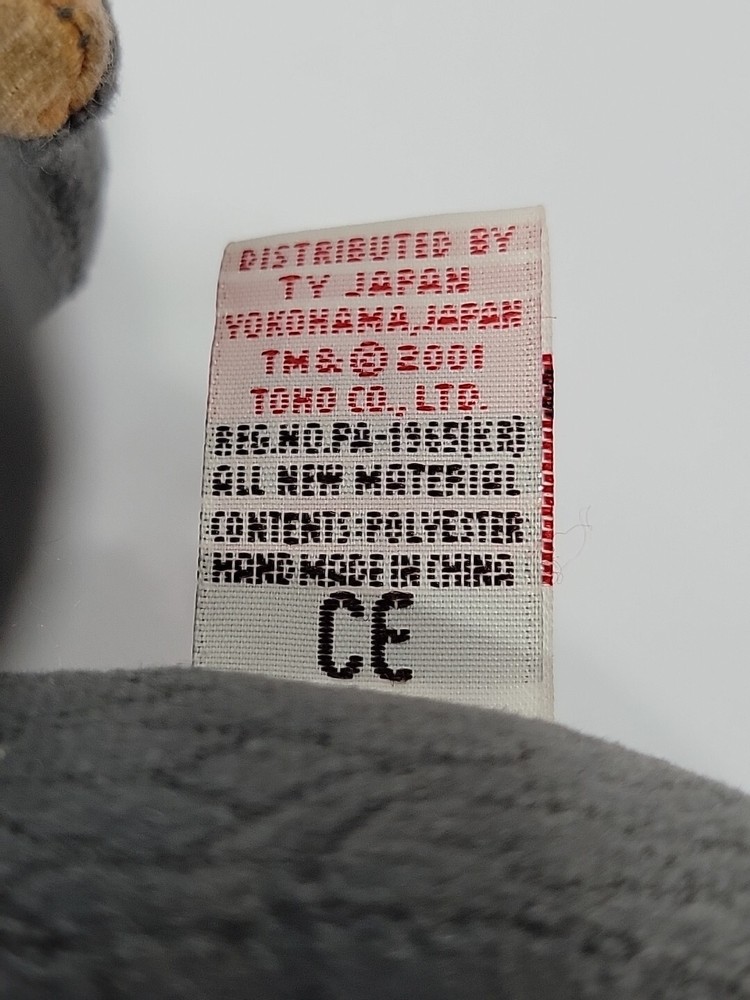 DISTRIBUTED BY
TY JAPAN
YOKOHAMA, JAPAN
TM & © 2001
TOHO CO., LTD.
REG.NO.PA-1965(KR)
ALL NEW MATERIAL
CONTENTS:POLYESTER
HAND MADE IN CHINA
CE